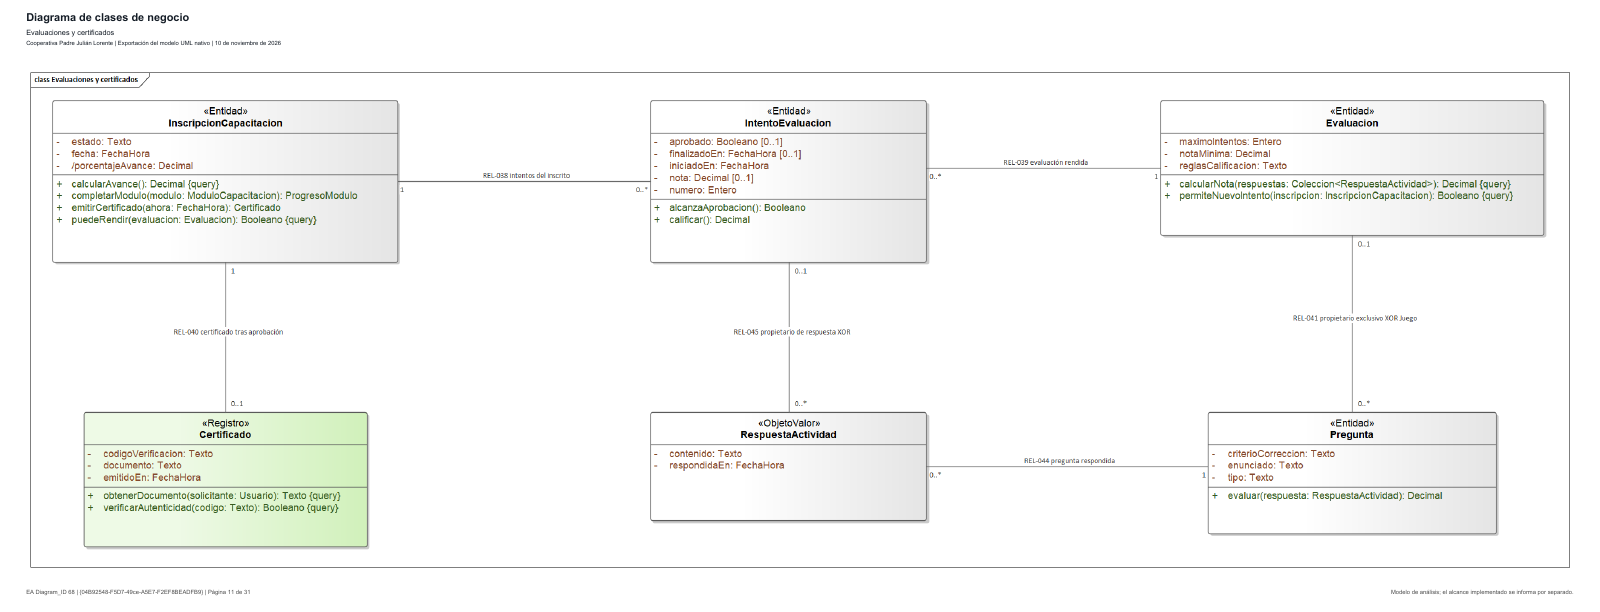 Diagrama de clases de negocio
Evaluaciones y certificados
Cooperativa Padre Julián Lorente | Exportación del modelo UML nativo | 10 de noviembre de 2026
class Evaluaciones y certificados
«Entidad»
InscripcionCapacitacion
- estado: Texto
- fecha: FechaHora
- /porcentajeAvance: Decimal
+ calcularAvance(): Decimal {query}
+ completarModulo(modulo: ModuloCapacitacion): ProgresoModulo
+ emitirCertificado(ahora: FechaHora): Certificado
+ puedeRendir(evaluacion: Evaluacion): Booleano {query}
REL-038 intentos del inscrito
1
0..*
«Entidad»
IntentoEvaluacion
- aprobado: Booleano [0..1]
- finalizadoEn: FechaHora [0..1]
- iniciadoEn: FechaHora
- nota: Decimal [0..1]
- numero: Entero
+ alcanzaAprobacion(): Booleano
+ calificar(): Decimal
REL-039 evaluación rendida
0..*
1
«Entidad»
Evaluacion
- maximoIntentos: Entero
- notaMinima: Decimal
- reglasCalificacion: Texto
+ calcularNota(respuestas: Coleccion<RespuestaActividad>): Decimal {query}
+ permiteNuevoIntento(inscripcion: InscripcionCapacitacion): Booleano {query}
1
REL-040 certificado tras aprobación
0..1
0..1
REL-045 propietario de respuesta XOR
0..*
0..1
REL-041 propietario exclusivo XOR Juego
0..*
«Registro»
Certificado
- codigoVerificacion: Texto
- documento: Texto
- emitidoEn: FechaHora
+ obtenerDocumento(solicitante: Usuario): Texto {query}
+ verificarAutenticidad(codigo: Texto): Booleano {query}
«ObjetoValor»
RespuestaActividad
- contenido: Texto
- respondidaEn: FechaHora
REL-044 pregunta respondida
0..*
1
«Entidad»
Pregunta
- criterioCorreccion: Texto
- enunciado: Texto
- tipo: Texto
+ evaluar(respuesta: RespuestaActividad): Decimal
EA Diagram_ID 68 | {04B92548-F5D7-49ce-A5E7-F2EF8BEADFB9} | Página 11 de 31
Modelo de análisis; el alcance implementado se informa por separado.